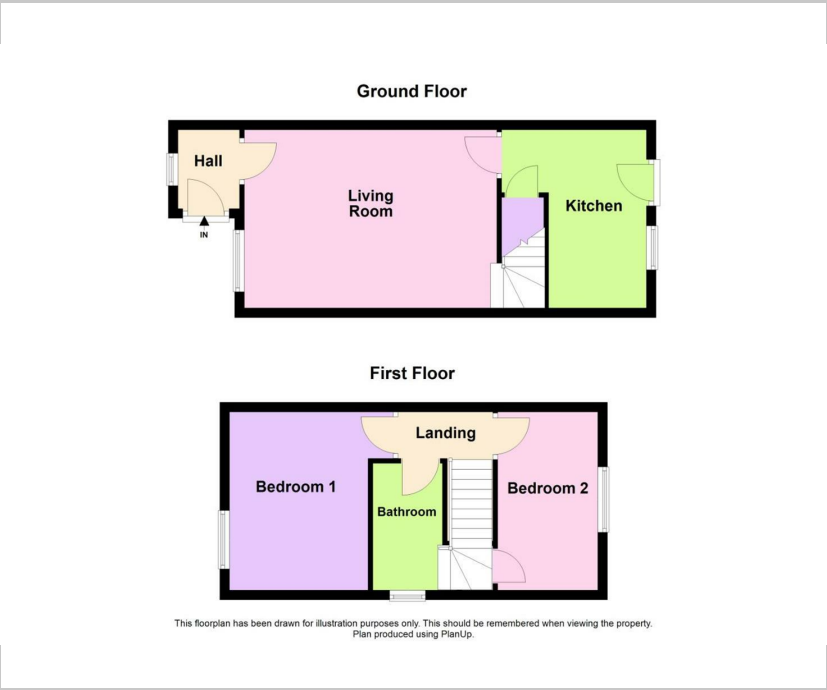 Ground Floor
Hall
Living
Room
Kitchen
IN
First Floor
Landing
Bedroom 1
Bedroom 2
Bathroom
This floorplan has been drawn for illustration purposes only. This should be remembered when viewing the property.
Plan produced using PlanUp.